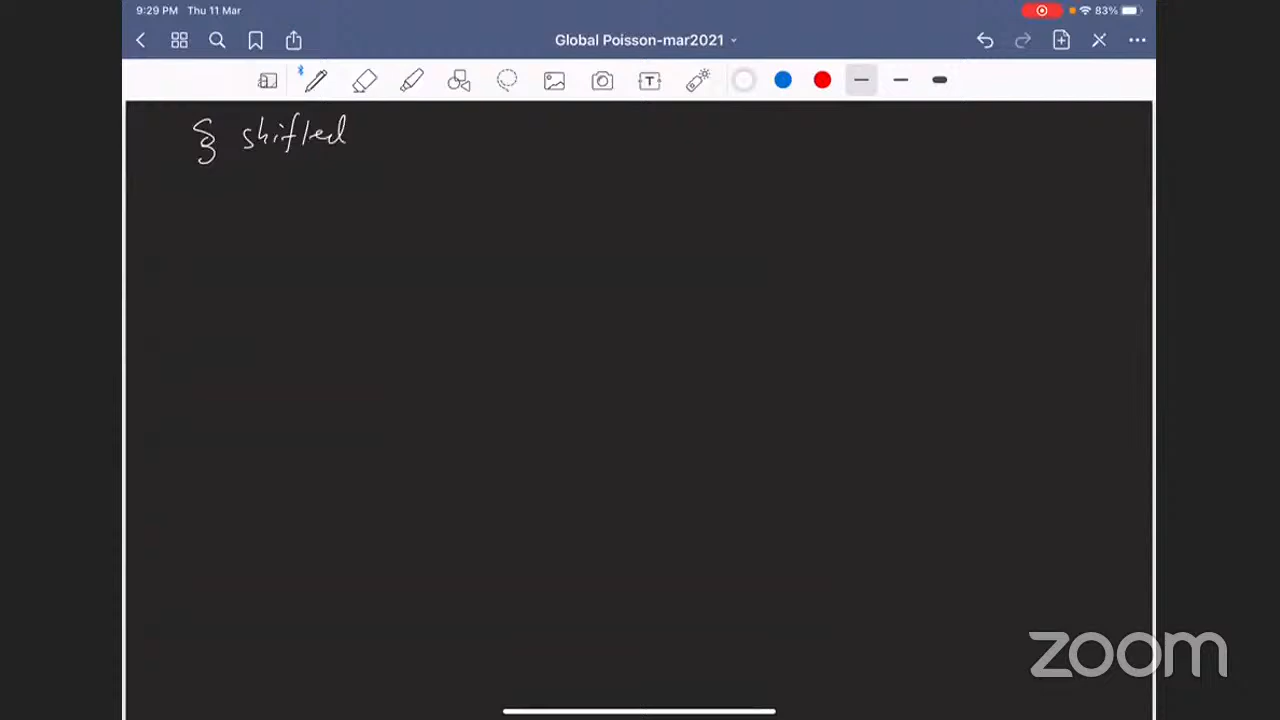 9:29 PM Thu 11 Mar
83%
Global Poisson-mar2021
T
§ shifted
zoom